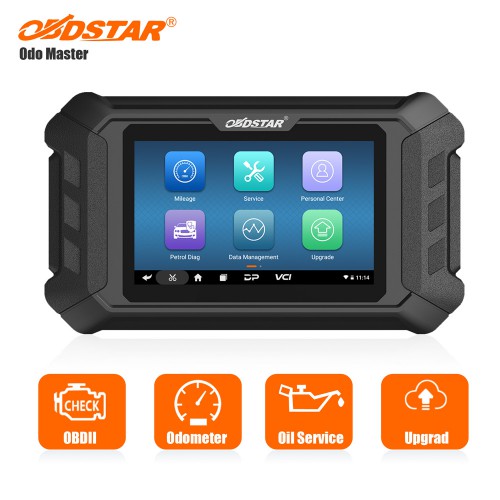 OBDSTAR®
Odo Master
OBDSTAR
Mileage
Service
Personal Center
Petrol Diag
Data Management
Upgrade
DP
VCI
11:14
CHECK
OBDII
Odometer
Oil Service
Upgrad